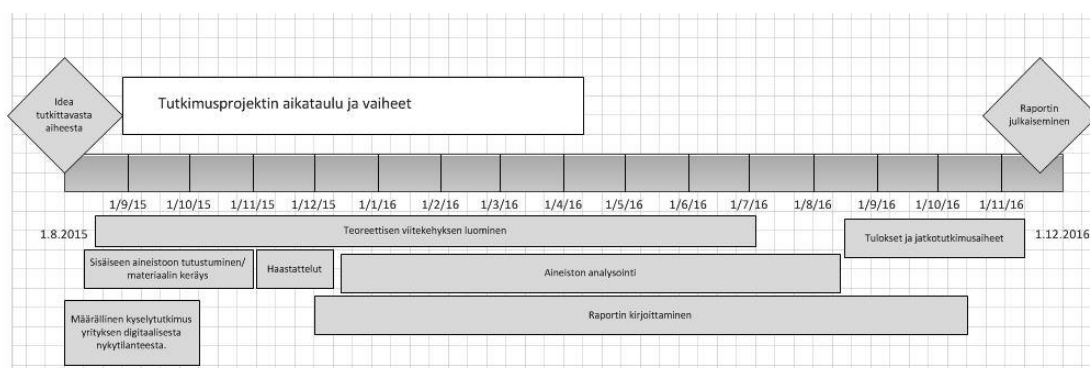 Idea
tutkittavasta
aiheesta
Tutkimusprojektin aikataulu ja vaiheet
Raportin
julkaiseminen
1/9/15 1/10/15 1/11/15 1/12/15 1/1/16 1/2/16 1/3/16 1/4/16 1/5/16 1/6/16 1/7/16 1/8/16 1/9/16 1/10/16 1/11/16
1.8.2015
Teoreettisen viitekehyksen luominen
Tulokset ja jatkotutkimusaiheet
1.12.2016
Sisäiseen aineistoon tutustuminen/
materiaalin keräys
Haastattelut
Aineiston analysointi
Raportin kirjoittaminen
Määrällinen kyselytutkimus
yrityksen digitaalisesta
nykytilanteesta.